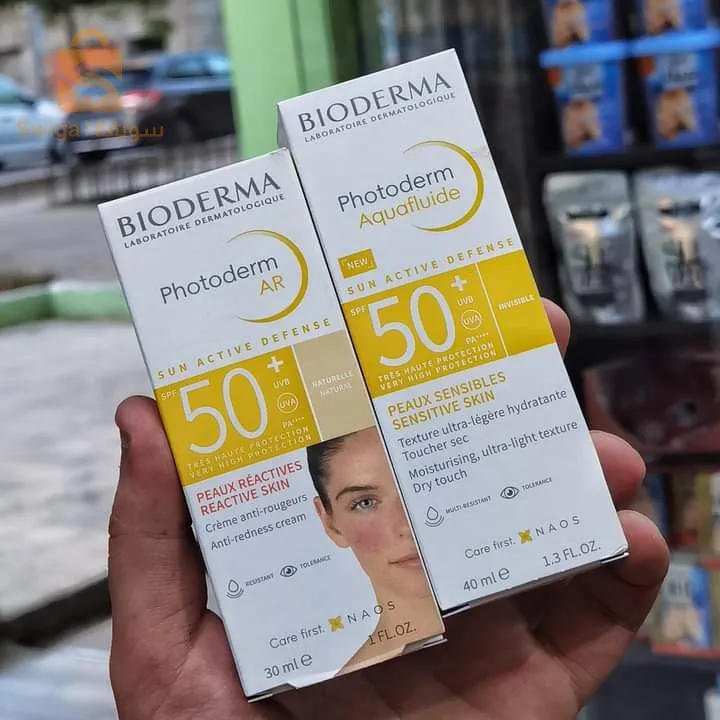 Souqa سوقة
BIODERMA
LABORATOIRE DERMATOLOGIQUE
Photoderm
AR
SUN ACTIVE DEFENSE
SPF 50+
UVB
UVA
PA++++
NATURELLE
NATURAL
TRÈS HAUTE PROTECTION
VERY HIGH PROTECTION
PEAUX RÉACTIVES
REACTIVE SKIN
Crème anti-rougeurs
Anti-redness cream
RESISTANT
TOLERANCE
Care first.
NAOS
30 ml e
1 FL.OZ.
BIODERMA
LABORATOIRE DERMATOLOGIQUE
Photoderm
Aquafluide
NEW
SUN ACTIVE DEFENSE
SPF 50+
UVB
UVA
PA++++
INVISIBLE
TRÈS HAUTE PROTECTION
VERY HIGH PROTECTION
PEAUX SENSIBLES
SENSITIVE SKIN
Texture ultra-légère hydratante
Toucher sec
Moisturising, ultra-light texture
Dry touch
MULTI-RESISTANT
TOLERANCE
Care first.
NAOS
40 ml e
1.3 FL.OZ.